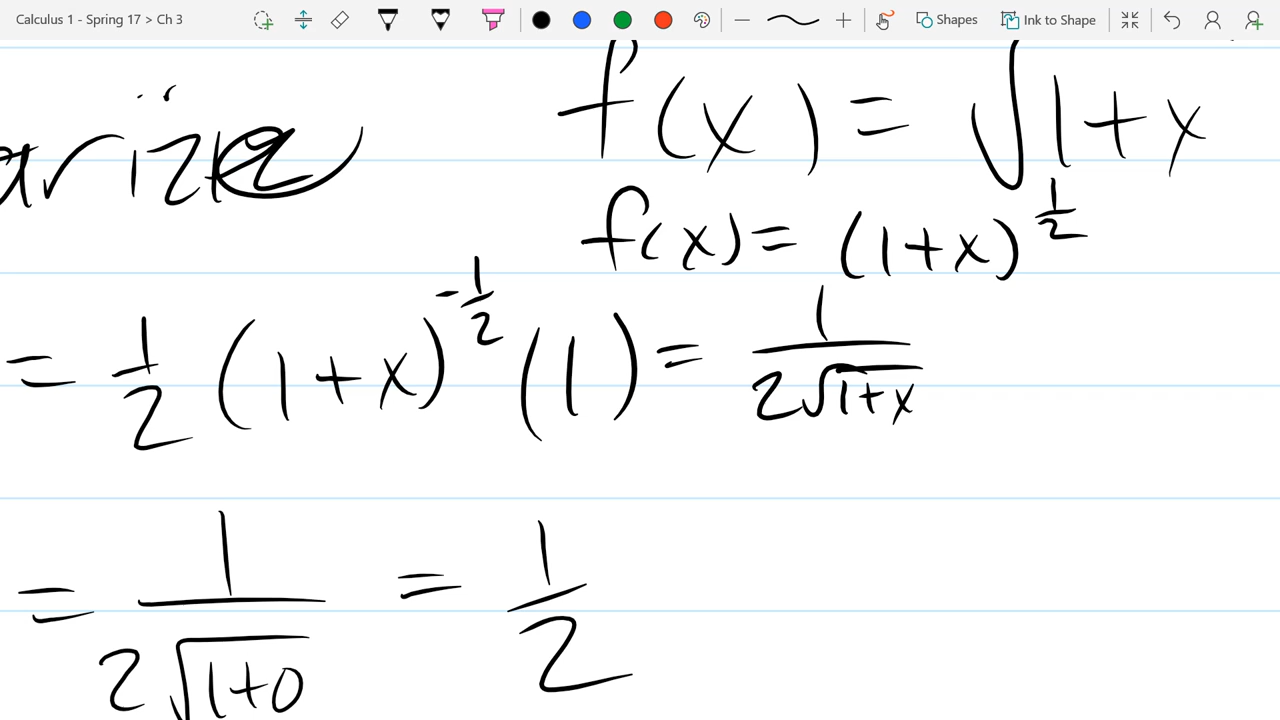 Calculus 1 - Spring 17 > Ch 3
Shapes
Ink to Shape
f(x) = √1+x
arize
f(x) = (1+x)^{1/2}
= 1/2 (1+x)^{-1/2} (1) = 1/(2√(1+x))
= 1/(2√(1+0)) = 1/2